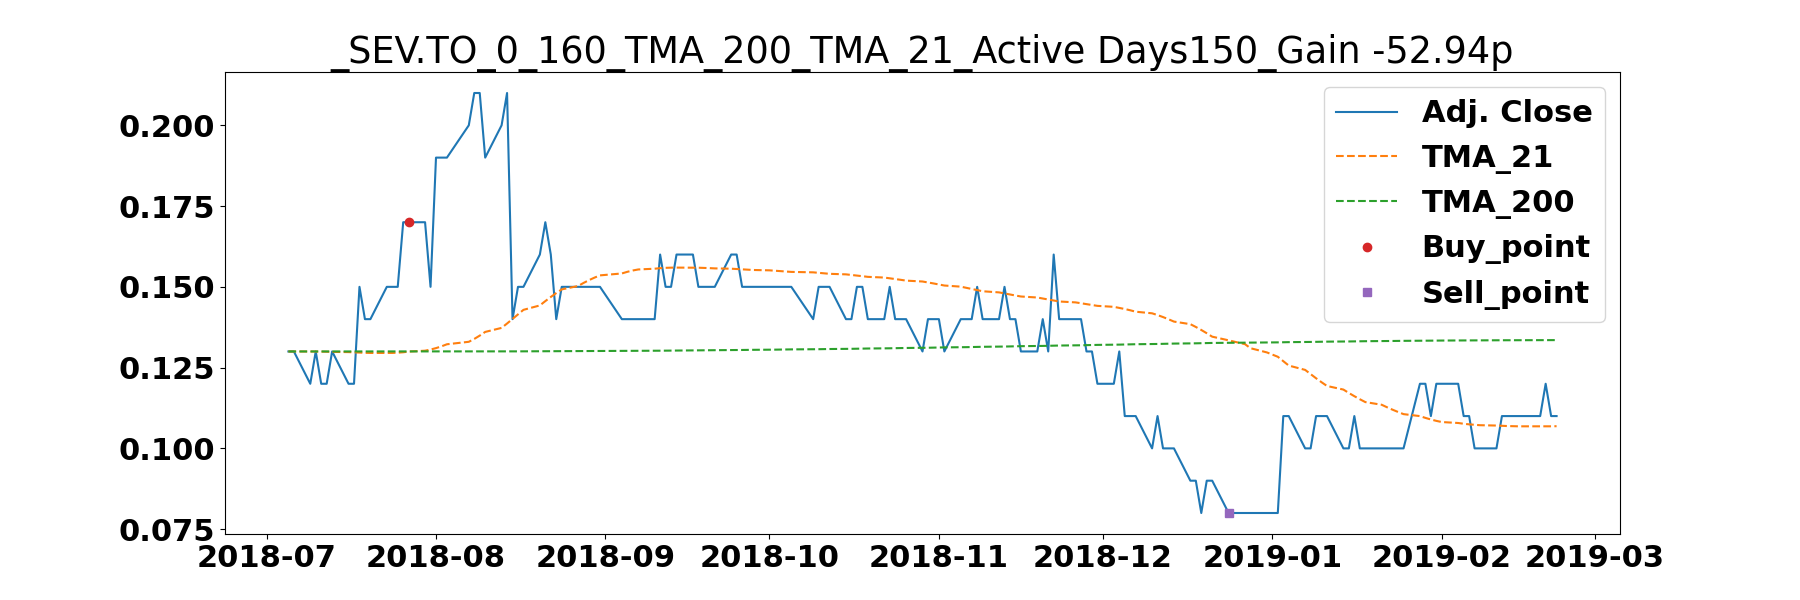 _SEV.TO_0_160_TMA_200_TMA_21_Active Days150_Gain -52.94p
0.200
0.175
0.150
0.125
0.100
0.075
Adj. Close
TMA_21
TMA_200
Buy_point
Sell_point
2018-07 2018-08 2018-09 2018-10 2018-11 2018-12 2019-01 2019-02 2019-03